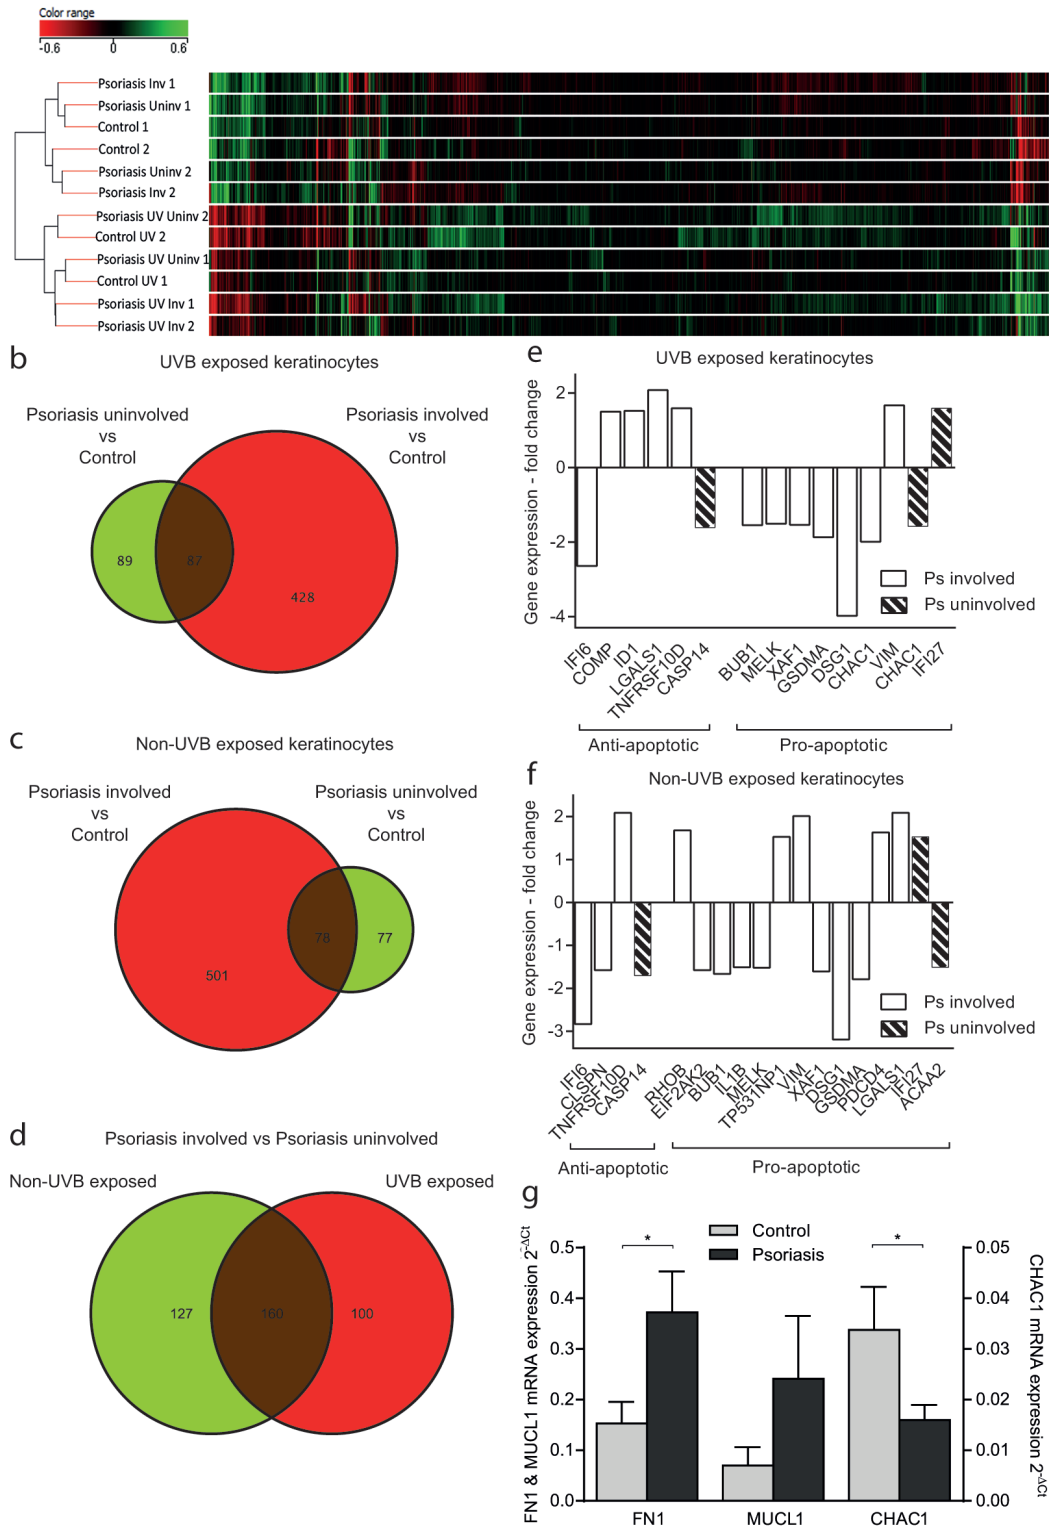 Color range
-0.6 0 0.6
Psoriasis Inv 1
Psoriasis Uninv 1
Control 1
Control 2
Psoriasis Uninv 2
Psoriasis Inv 2
Psoriasis UV Uninv 2
Control UV 2
Psoriasis UV Uninv 1
Control UV 1
Psoriasis UV Inv 1
Psoriasis UV Inv 2
b
UVB exposed keratinocytes
Psoriasis uninvolved
vs
Control
Psoriasis involved
vs
Control
89
87
428
c
Non-UVB exposed keratinocytes
Psoriasis involved
vs
Control
Psoriasis uninvolved
vs
Control
501
78
77
d
Psoriasis involved vs Psoriasis uninvolved
Non-UVB exposed
UVB exposed
127
160
100
e
UVB exposed keratinocytes
Gene expression - fold change
2
0
-2
-4
Ps involved
Ps uninvolved
IFI6
COMP
ID1
LGALS1
TNFRSF10D
CASP14
BUB1
MELK
XAF1
GSDMA
DSG1
CHAC1
VIM
CHAC1
IFI27
Anti-apoptotic
Pro-apoptotic
f
Non-UVB exposed keratinocytes
Gene expression - fold change
2
1
0
-1
-2
-3
Ps involved
Ps uninvolved
IFI6
CLSPN
TNFRSF10D
CASP14
RHOB
EIF2AK2
BUB1
IL1B
MELK
TP531NP1
VIM
XAF1
DSG1
GSDMA
PDCD4
LGALS1
IFI27
ACAA2
Anti-apoptotic
Pro-apoptotic
g
Control
Psoriasis
FN1 & MUCL1 mRNA expression 2^-ΔCt
0.5
0.4
0.3
0.2
0.1
0.0
*
*
0.05
0.04
0.03
0.02
0.01
0.00
CHAC1 mRNA expression 2^-ΔCt
FN1
MUCL1
CHAC1